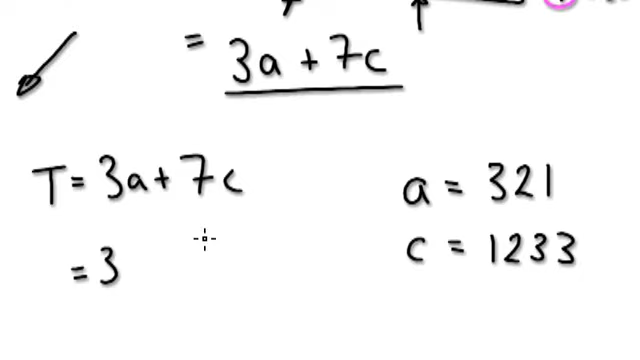 = 3a + 7c
T = 3a + 7c
a = 321
= 3
c = 1233